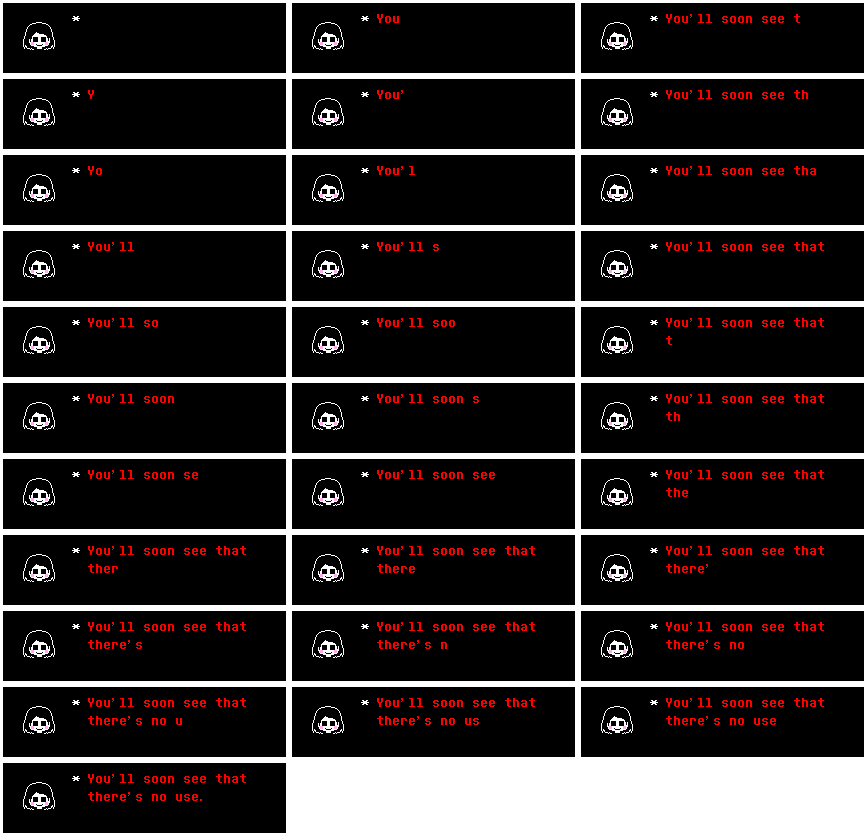 *
* You
* You'll soon see t
* Y
* You'
* You'll soon see th
* Yo
* You'l
* You'll soon see tha
* You'll
* You'll s
* You'll soon see that
* You'll so
* You'll soo
* You'll soon see that
t
* You'll soon
* You'll soon s
* You'll soon see that
th
* You'll soon se
* You'll soon see
* You'll soon see that
the
* You'll soon see that
ther
* You'll soon see that
there
* You'll soon see that
there'
* You'll soon see that
there's
* You'll soon see that
there's n
* You'll soon see that
there's no
* You'll soon see that
there's no u
* You'll soon see that
there's no us
* You'll soon see that
there's no use
* You'll soon see that
there's no use.